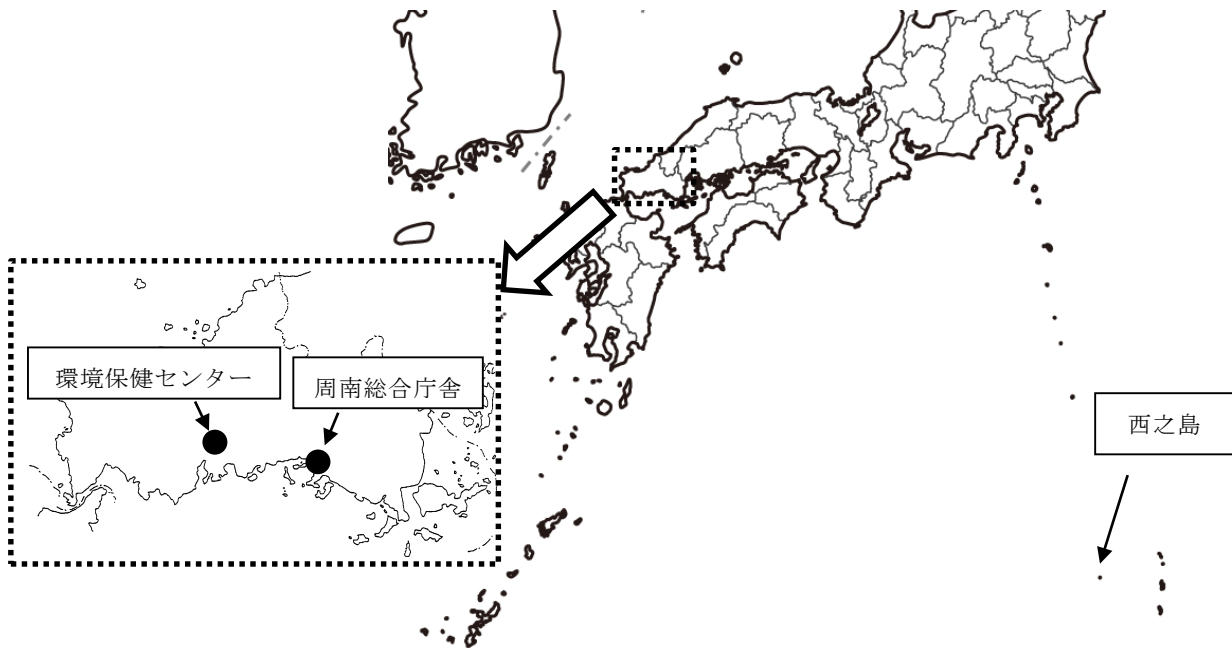 環境保健センター
周南総合庁舎
西之島